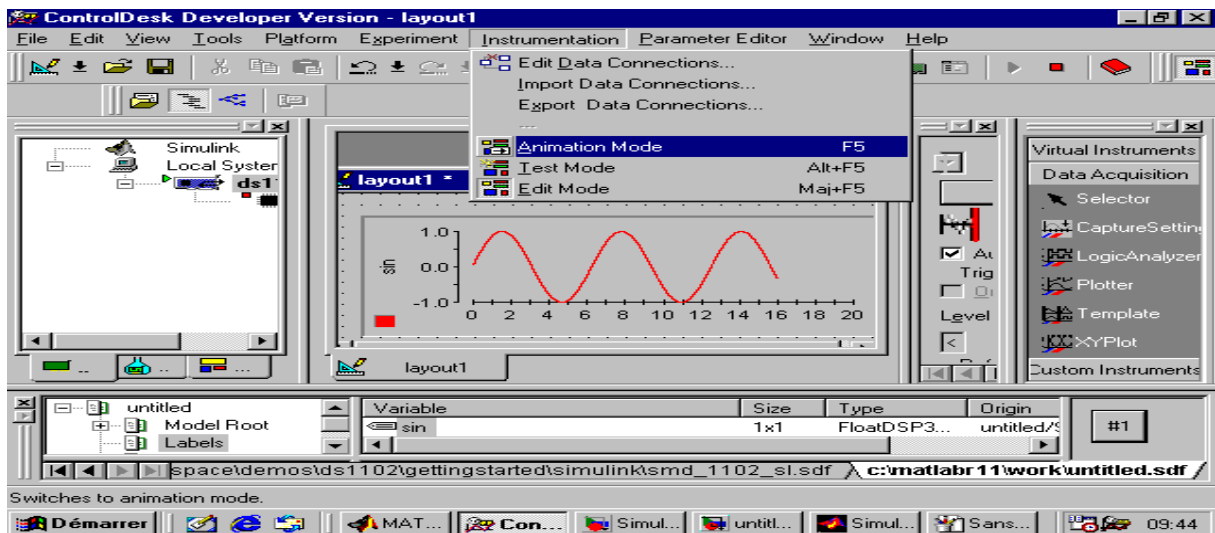 ControlDesk Developer Version - layout1
File Edit View Tools Platform Experiment Instrumentation Parameter Editor Window Help
Edit Data Connections...
Import Data Connections...
Export Data Connections...
...
Animation Mode F5
Test Mode Alt+F5
Edit Mode Maj+F5
Simulink
Local Syster
ds1
layout1 *
1.0
0.0
-1.0
sin
0 2 4 6 8 10 12 14 16 18 20
layout1
Trig
Level
<
Virtual Instruments
Data Acquisition
Selector
CaptureSettin
LogicAnalyzer
Plotter
Template
XYPlot
Custom Instruments
.. .. ...
untitled
Model Root
Labels
Variable Size Type Origin
sin 1x1 FloatDSP3... untitled/S
#1
space\demos\ds1102\gettingstarted\simulink\smd_1102_sl.sdf c:\matlabr11\work\untitled.sdf
Switches to animation mode.
Démarrer MAT... Con... Simul... untitl... Simul... Sans... 09:44